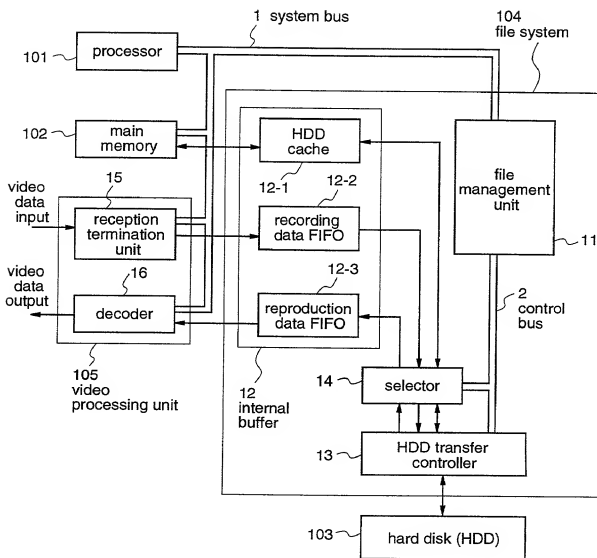 1 system bus
104
file system
processor
101
main
memory
102
HDD
cache
12-1
file
management
unit
11
video
data
input
15
reception
termination
unit
12-2
recording
data FIFO
video
data
output
16
decoder
12-3
reproduction
data FIFO
2
control
bus
105
video
processing unit
12
internal
buffer
14
selector
13
HDD transfer
controller
103
hard disk (HDD)